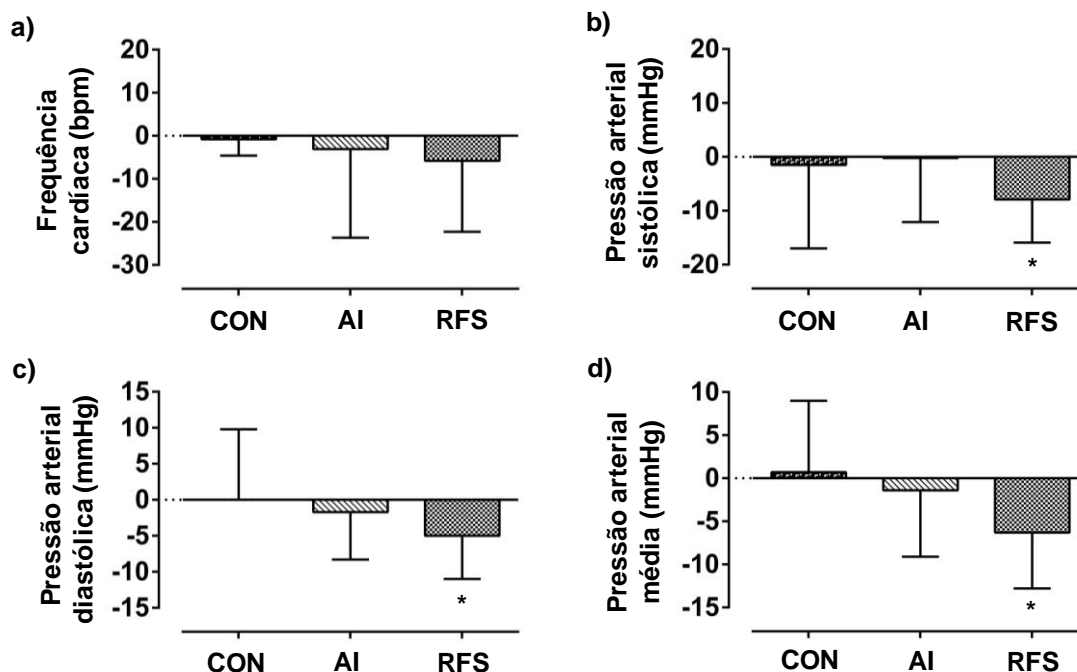 a)
Frequência
cardíaca (bpm)
20
10
0
-10
-20
-30
CON AI RFS
b)
Pressão arterial
sistólica (mmHg)
20
10
0
-10
-20
CON AI RFS
*
c)
Pressão arterial
diastólica (mmHg)
15
10
5
0
-5
-10
-15
CON AI RFS
*
d)
Pressão arterial
média (mmHg)
10
5
0
-5
-10
-15
CON AI RFS
*